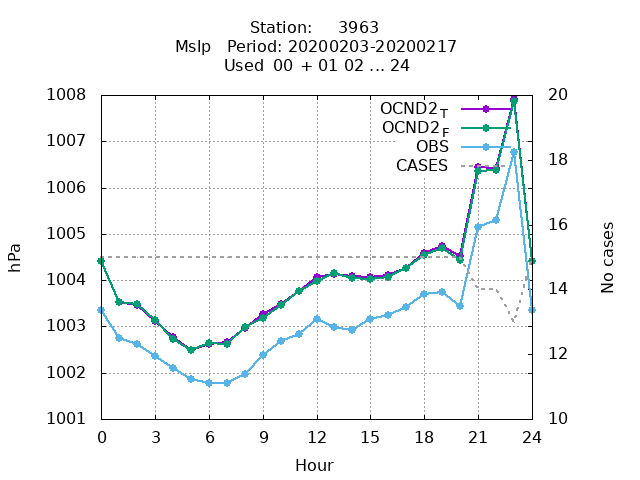 Station: 3963
Mslp Period: 20200203-20200217
Used 00 + 01 02 ... 24
1008
1007
1006
1005
1004
1003
1002
1001
hPa
20
18
16
14
12
10
No cases
OCND2T
OCND2F
OBS
CASES
0 3 6 9 12 15 18 21 24
Hour